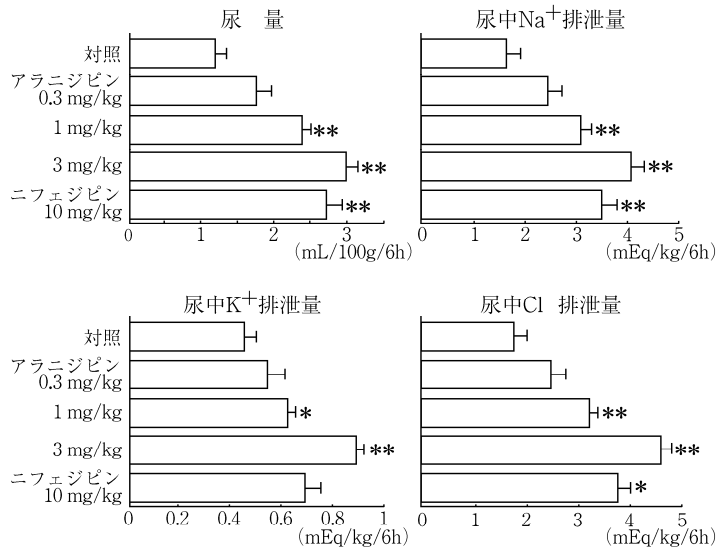 尿 量
対照
アラニジピン
0.3 mg/kg
1 mg/kg
**
3 mg/kg
**
ニフェジピン
10 mg/kg
**
0 1 2 3
(mL/100g/6h)
尿中Na+排泄量
**
**
**
0 1 2 3 4 5
(mEq/kg/6h)
尿中K+排泄量
対照
アラニジピン
0.3 mg/kg
1 mg/kg
*
3 mg/kg
**
ニフェジピン
10 mg/kg
0 0.2 0.4 0.6 0.8 1
(mEq/kg/6h)
尿中Cl 排泄量
**
**
*
0 1 2 3 4 5
(mEq/kg/6h)